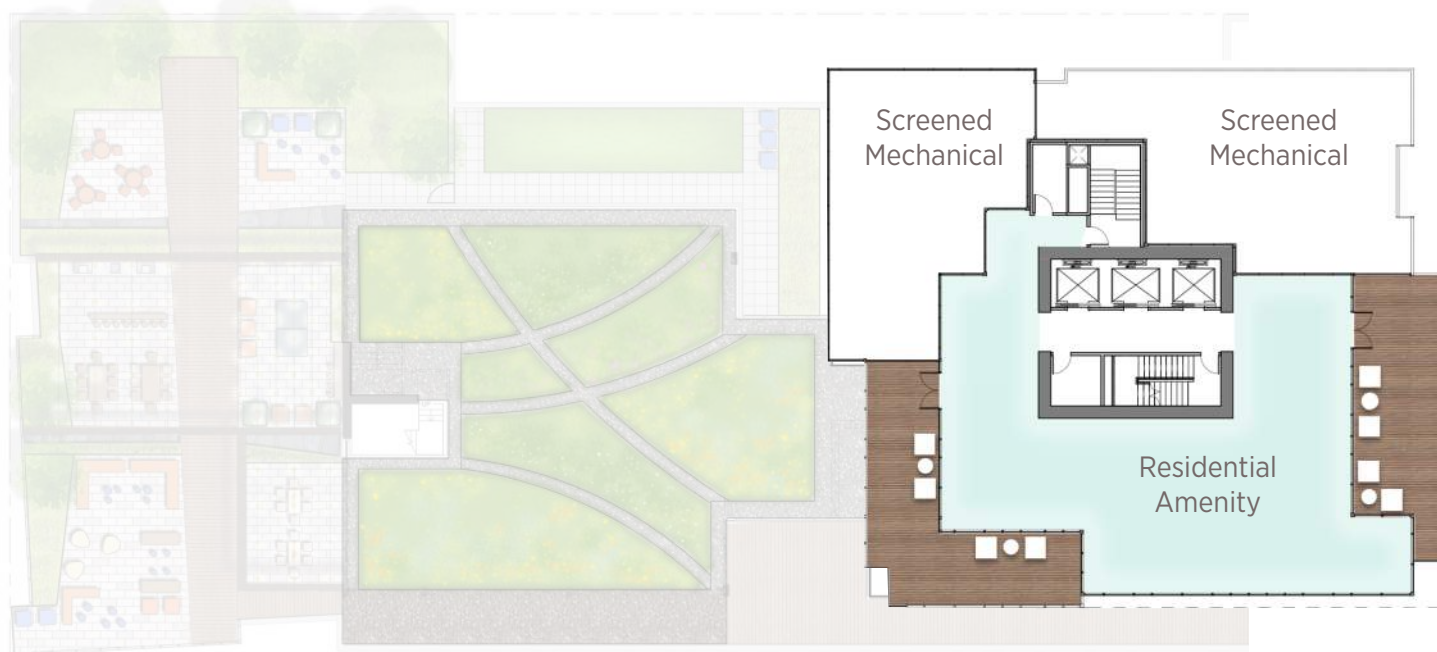 Screened
Mechanical
Screened
Mechanical
Residential
Amenity